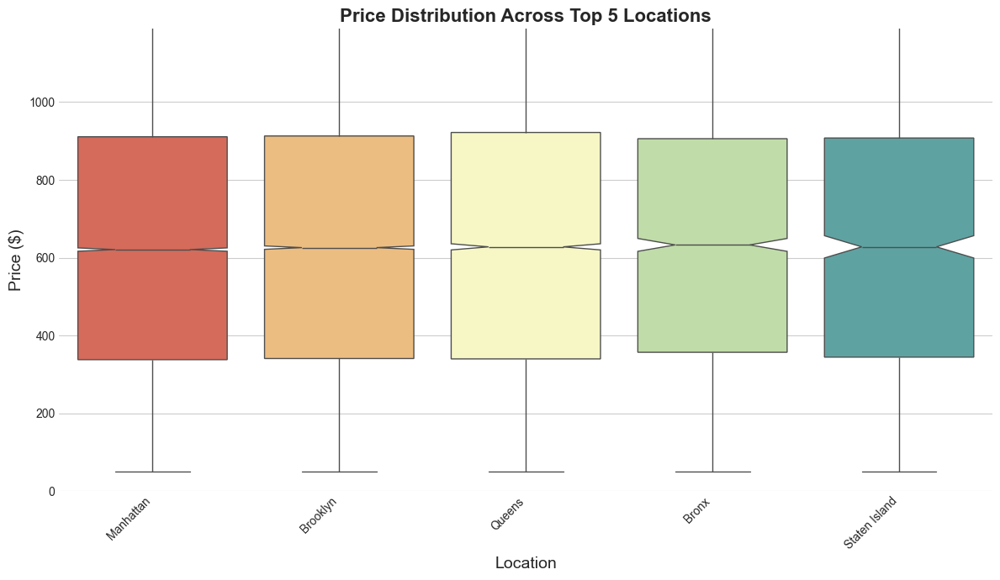 Price Distribution Across Top 5 Locations
Price ($)
1000
800
600
400
200
0
Manhattan
Brooklyn
Queens
Bronx
Staten Island
Location